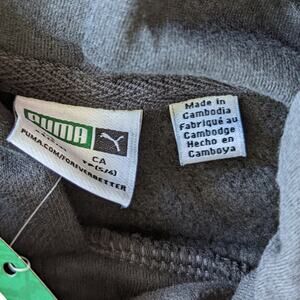 PUMA
PUMA.COM/FOREVERBETTER
CA
Made in
Cambodia
Fabriqué au
Cambodge
Hecho en
Camboya